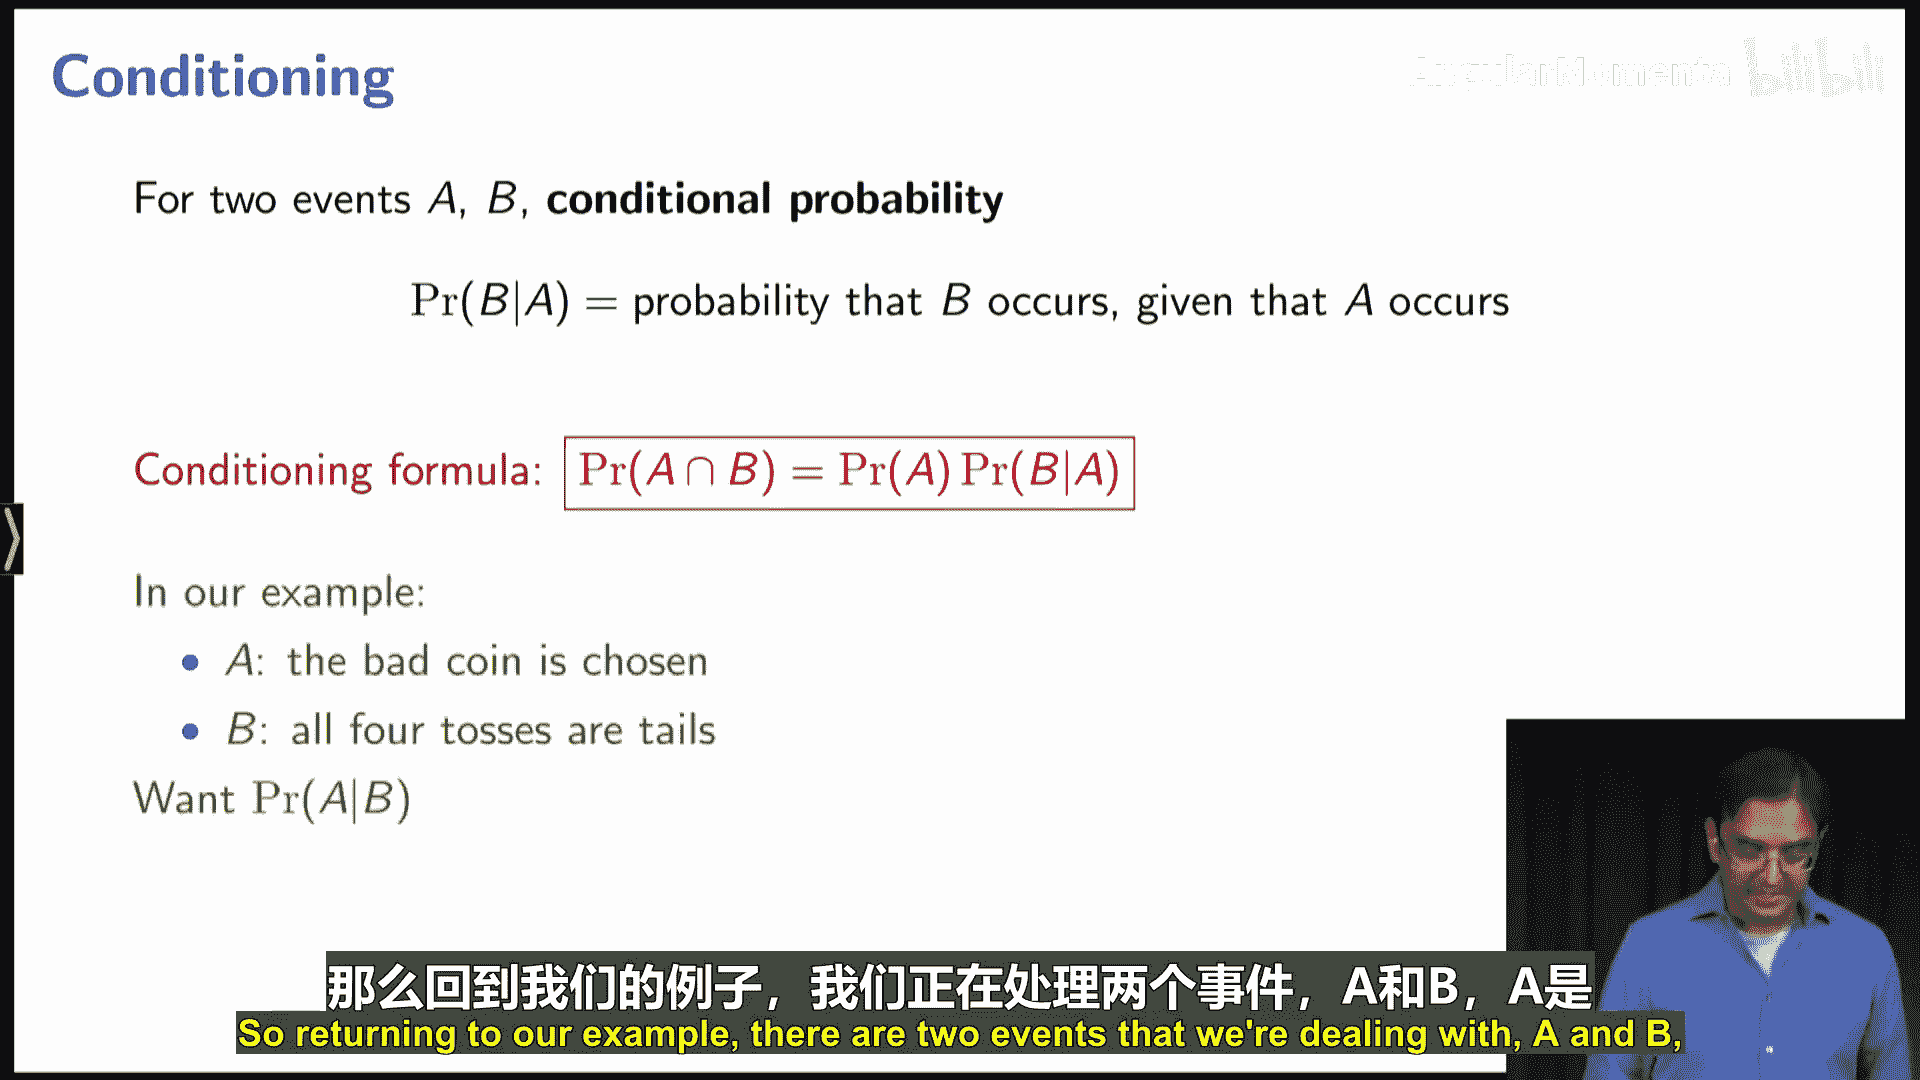 Conditioning
AngularMomenta bilibili
For two events A, B, conditional probability
Pr(B|A) = probability that B occurs, given that A occurs
Conditioning formula: Pr(A ∩ B) = Pr(A) Pr(B|A)
In our example:
• A: the bad coin is chosen
• B: all four tosses are tails
Want Pr(A|B)
那么回到我们的例子，我们正在处理两个事件，A和B，A是
So returning to our example, there are two events that we're dealing with, A and B,